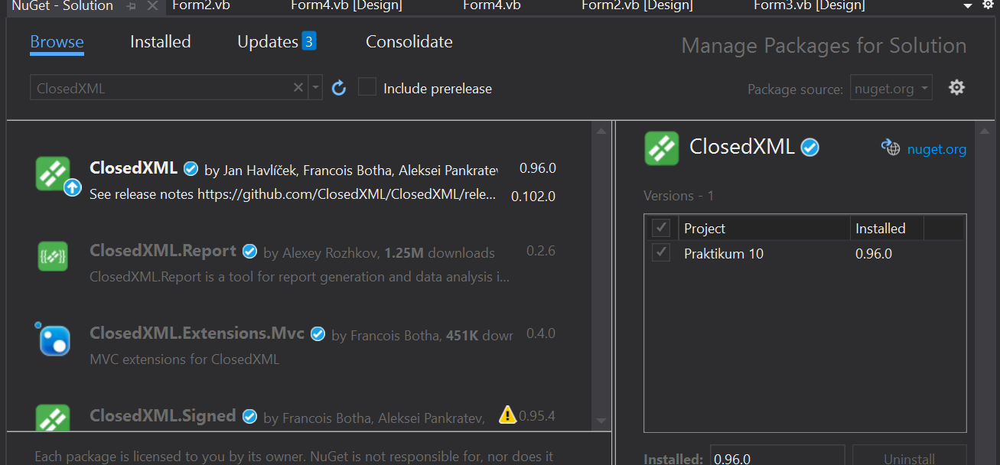 NuGet - Solution Form2.vb Form4.vb [Design] Form4.vb Form2.vb [Design] Form3.vb [Design]
Browse Installed Updates 3 Consolidate Manage Packages for Solution
ClosedXML Include prerelease Package source: nuget.org
ClosedXML by Jan Havlíček, Francois Botha, Aleksei Pankratev 0.96.0
See release notes https://github.com/ClosedXML/ClosedXML/rele... 0.102.0
ClosedXML.Report by Alexey Rozhkov, 1.25M downloads 0.2.6
ClosedXML.Report is a tool for report generation and data analysis i...
ClosedXML.Extensions.Mvc by Francois Botha, 451K dowr 0.4.0
MVC extensions for ClosedXML
ClosedXML.Signed by Francois Botha, Aleksei Pankratev, 0.95.4
Each package is licensed to you by its owner. NuGet is not responsible for, nor does it
ClosedXML nuget.org
Versions - 1
Project Installed
Praktikum 10 0.96.0
Installed: 0.96.0 Uninstall